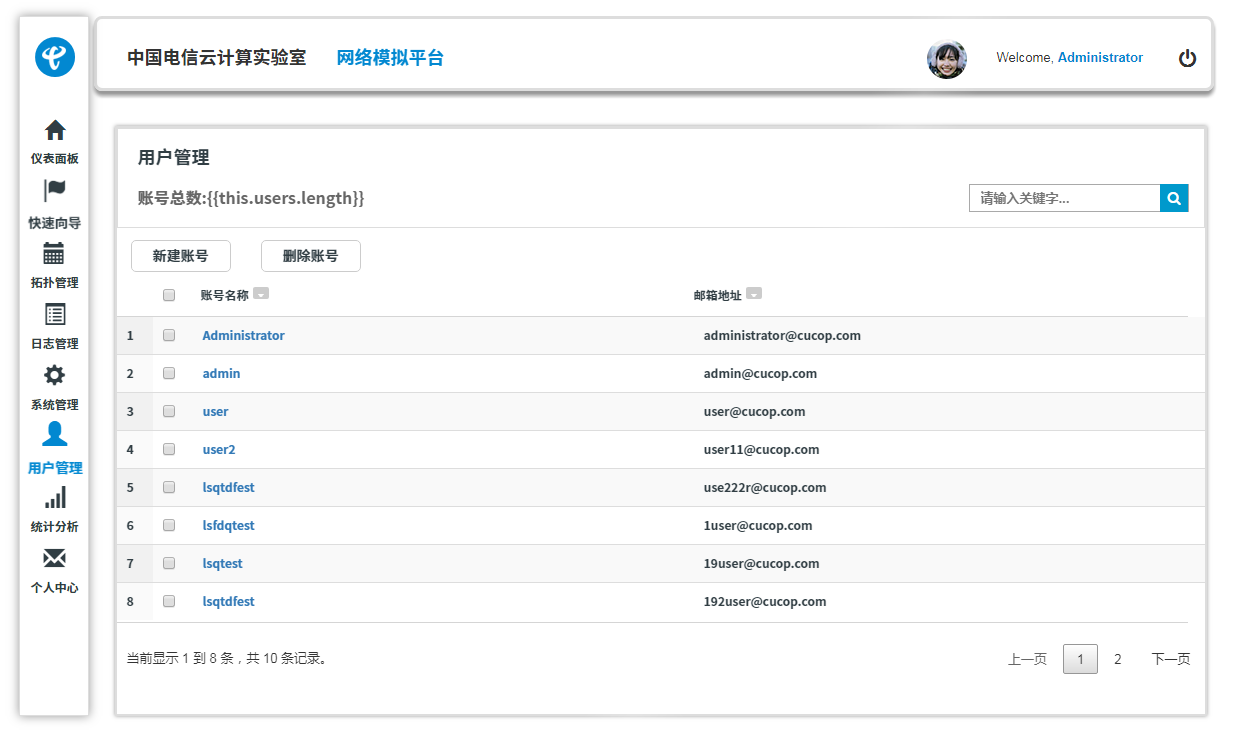 中国电信云计算实验室 网络模拟平台 Welcome, Administrator
仪表面板
快速向导
拓扑管理
日志管理
系统管理
用户管理
统计分析
个人中心
用户管理
账号总数:{{this.users.length}} 请输入关键字...
新建账号 删除账号
账号名称 邮箱地址
1 Administrator administrator@cucop.com
2 admin admin@cucop.com
3 user user@cucop.com
4 user2 user11@cucop.com
5 lsqtdfest use222r@cucop.com
6 lsfdqtest 1user@cucop.com
7 lsqtest 19user@cucop.com
8 lsqtdfest 192user@cucop.com
当前显示 1 到 8 条，共 10 条记录。 上一页 1 2 下一页